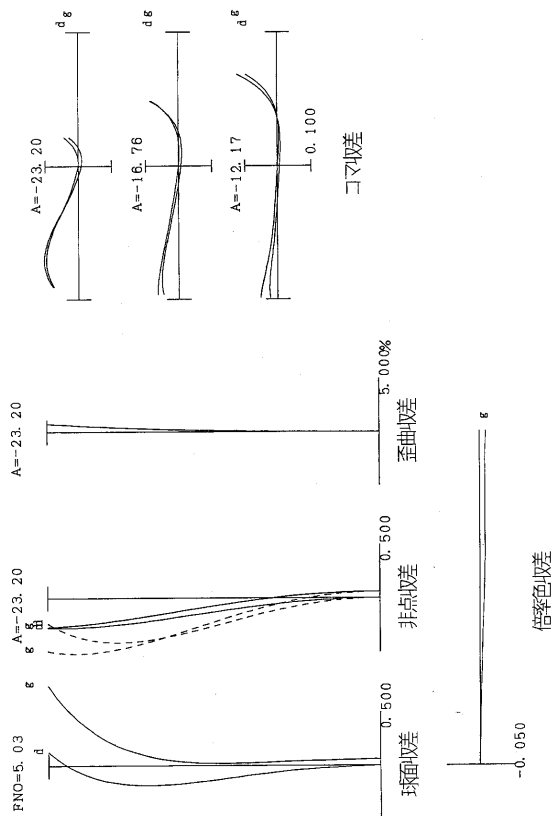 FNO=5.03
d
g
0.500
球面収差
A=-23.20
g
d
g
0.500
非点収差
A=-23.20
5.000%
歪曲収差
A=-23.20
d g
A=-16.76
d g
A=-12.17
d g
0.100
コマ収差
-0.050
g
倍率色収差